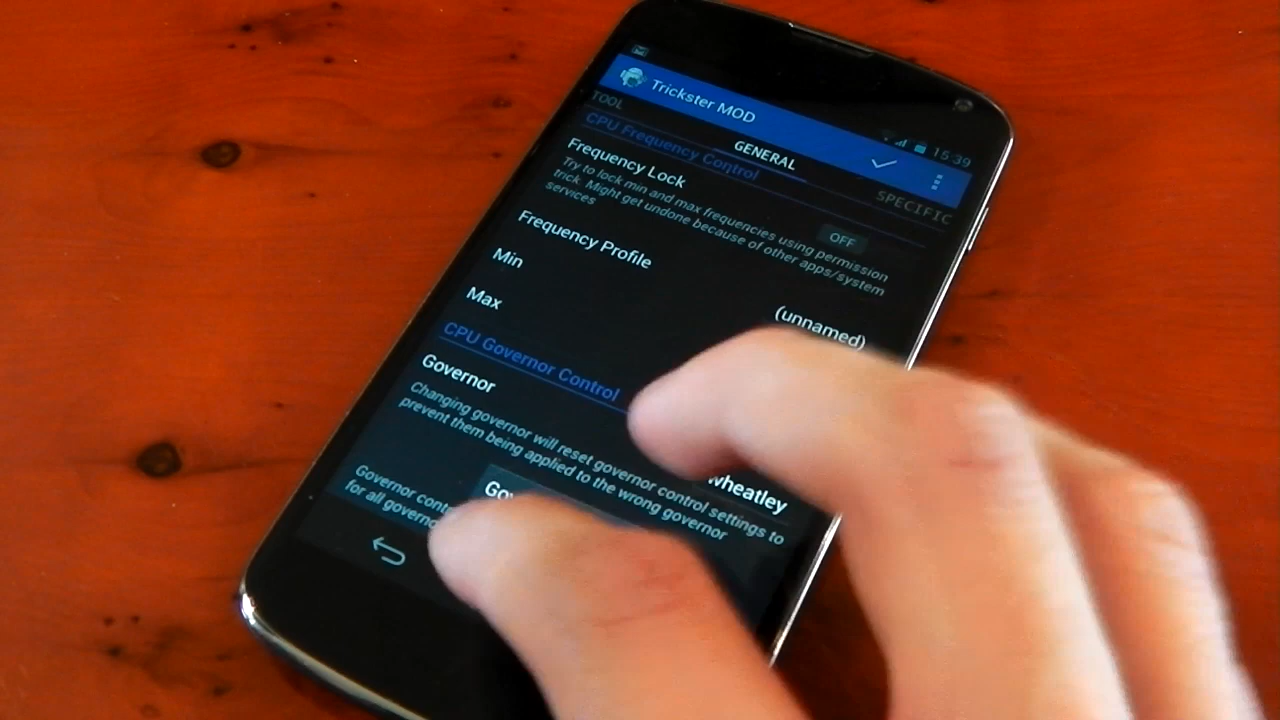 15:39
Trickster MOD
TOOL
GENERAL
SPECIFIC
CPU Frequency Control
Frequency Lock
Try to lock min and max frequencies using permission
trick. Might get undone because of other apps/system
services
OFF
Frequency Profile
(unnamed)
Min
Max
CPU Governor Control
Governor
wheatley
Changing governor will reset governor control settings to
prevent them being applied to the wrong governor
Governor
for all